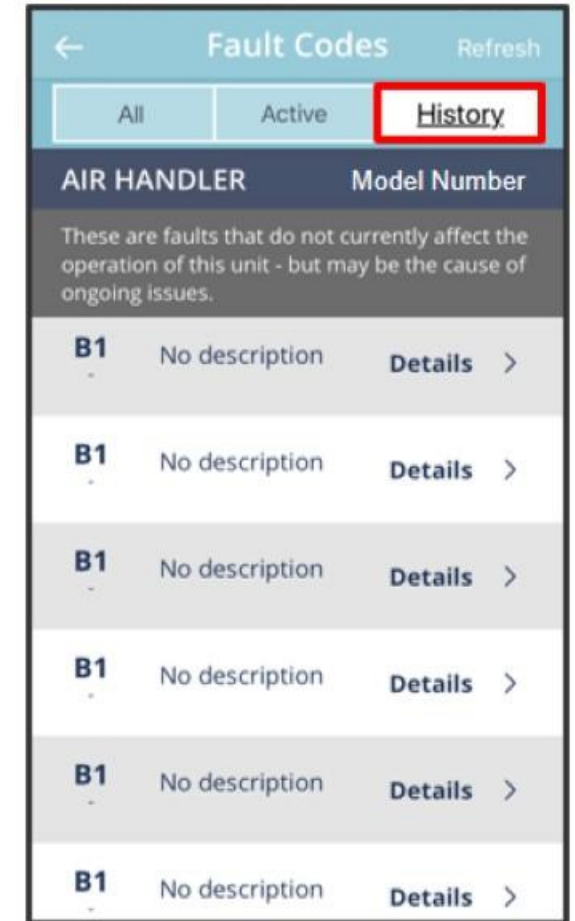 Fault Codes Refresh
All Active History
AIR HANDLER Model Number
These are faults that do not currently affect the
operation of this unit - but may be the cause of
ongoing issues.
B1 No description Details >
-
B1 No description Details >
-
B1 No description Details >
-
B1 No description Details >
-
B1 No description Details >
-
B1 No description Details >